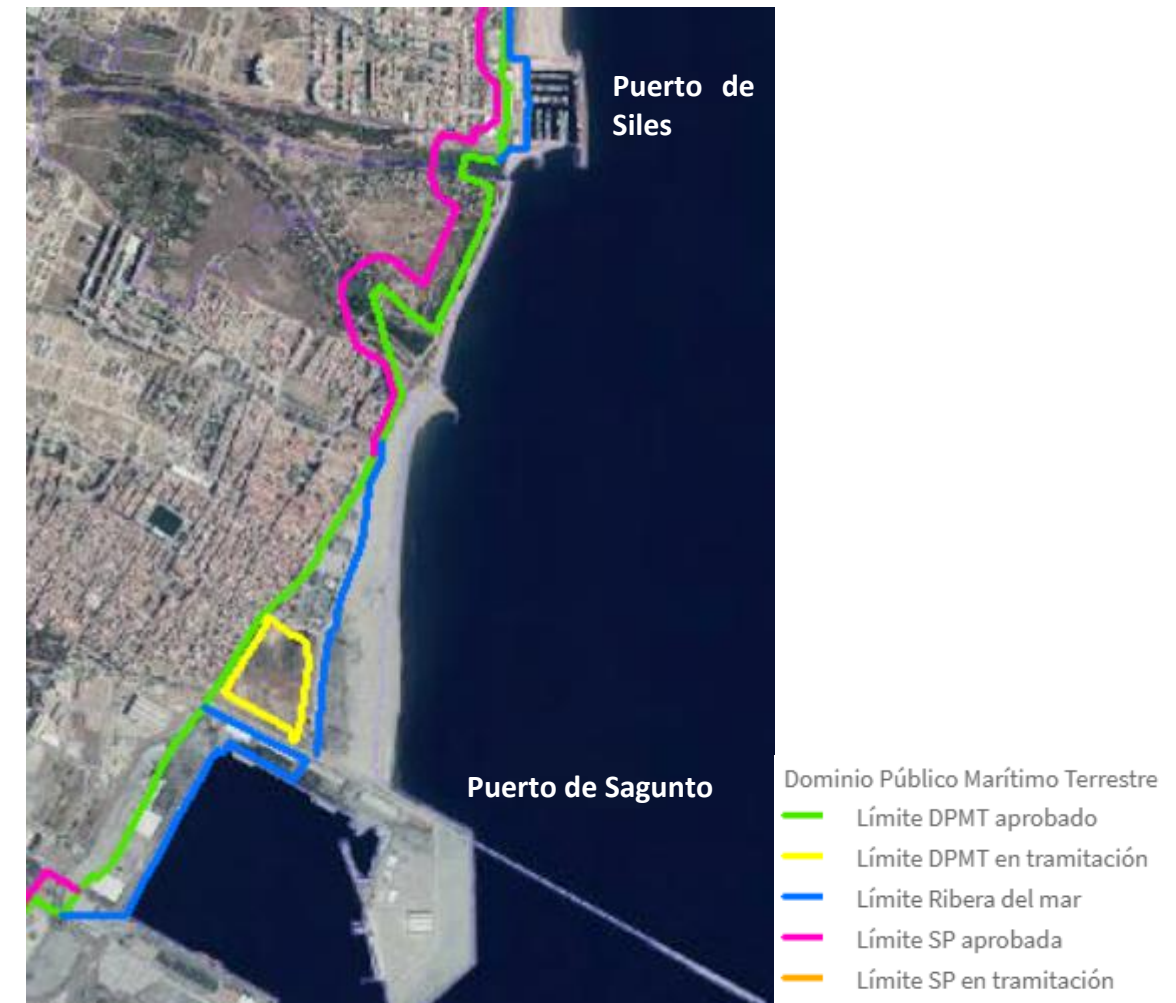 Puerto de
Siles
Puerto de Sagunto
Dominio Público Marítimo Terrestre
Límite DPMT aprobado
Límite DPMT en tramitación
Límite Ribera del mar
Límite SP aprobada
Límite SP en tramitación